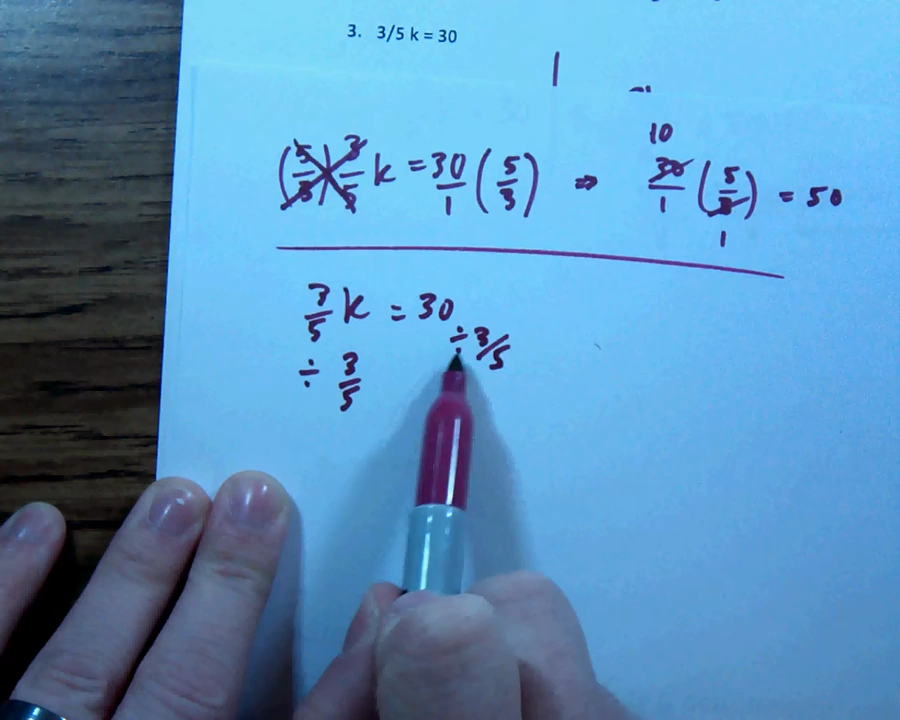 3. 3/5 k = 30
10
(5/3) 3/5 k = 30/1 (5/3) ⇒ 30/1 (5/3) = 50
1
3/5 k = 30
÷ 3/5 ÷ 3/5